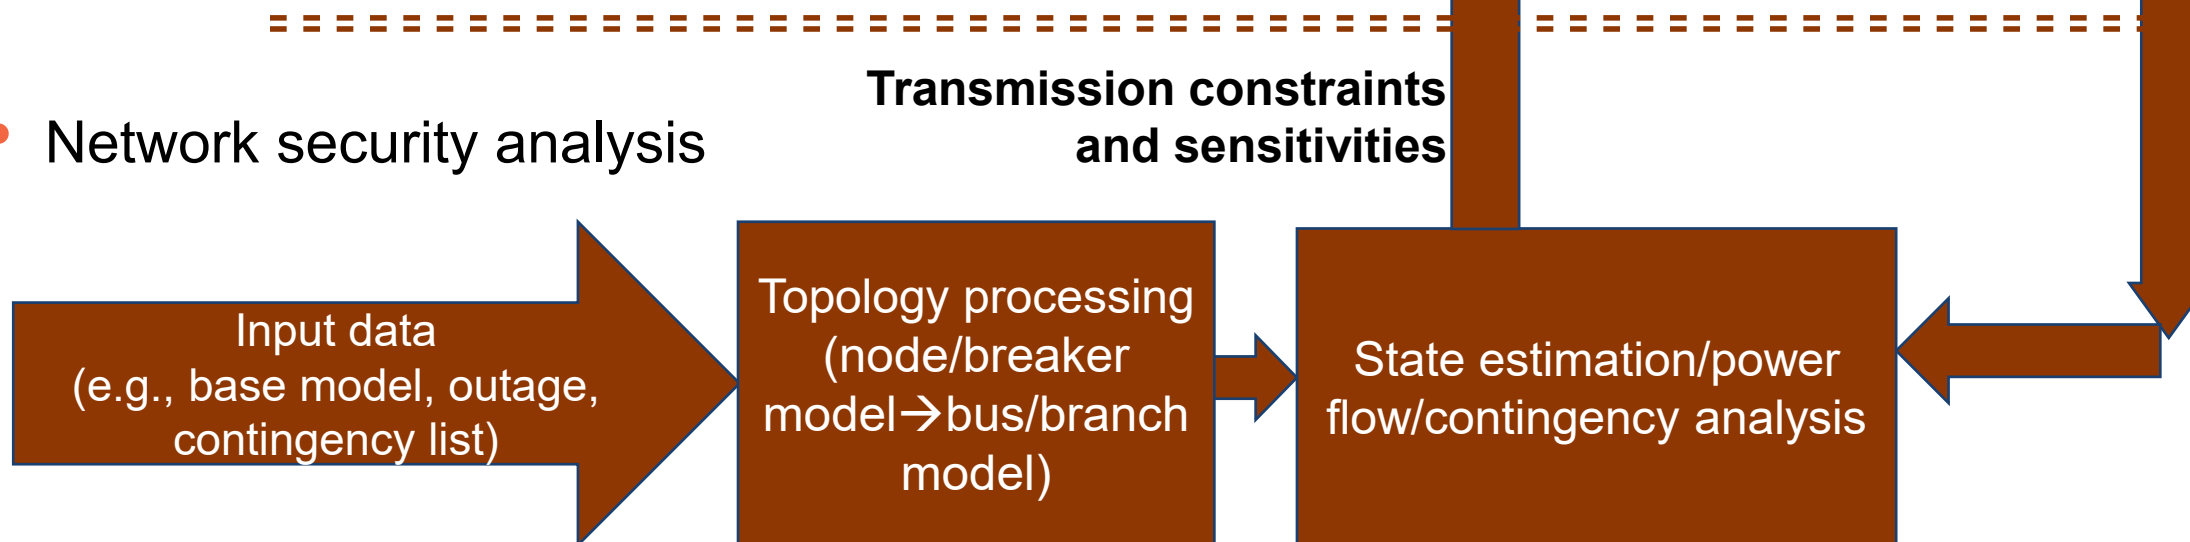 Transmission constraints
and sensitivities
• Network security analysis
Input data
(e.g., base model, outage,
contingency list)
Topology processing
(node/breaker
model→bus/branch
model)
State estimation/power
flow/contingency analysis